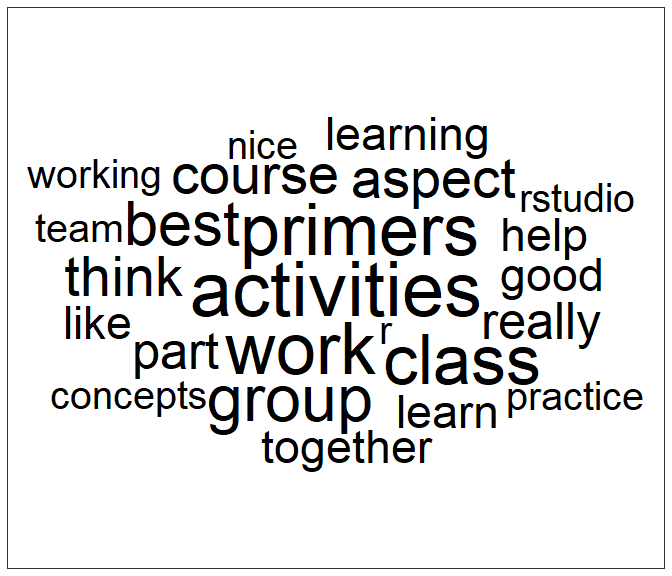 learning
nice
working course aspect rstudio
team best primers help
think activities good
like part work r class really
concepts group learn practice
together